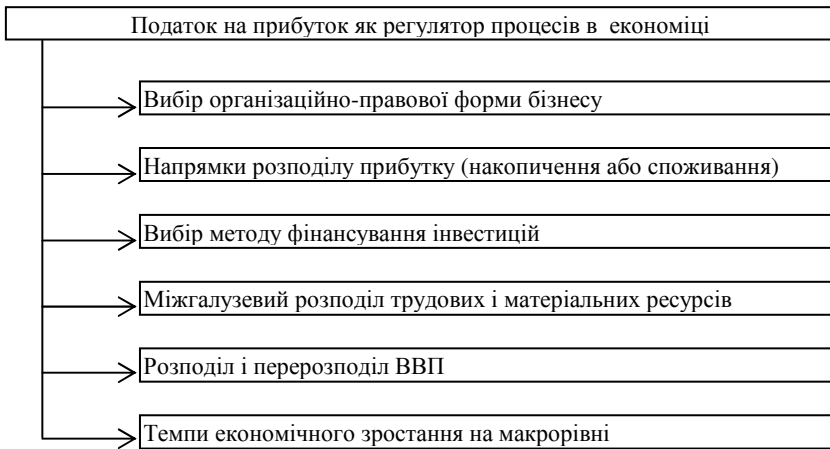 Податок на прибуток як регулятор процесів в економіці
Вибір організаційно-правової форми бізнесу
Напрямки розподілу прибутку (накопичення або споживання)
Вибір методу фінансування інвестицій
Міжгалузевий розподіл трудових і матеріальних ресурсів
Розподіл і перерозподіл ВВП
Темпи економічного зростання на макрорівні